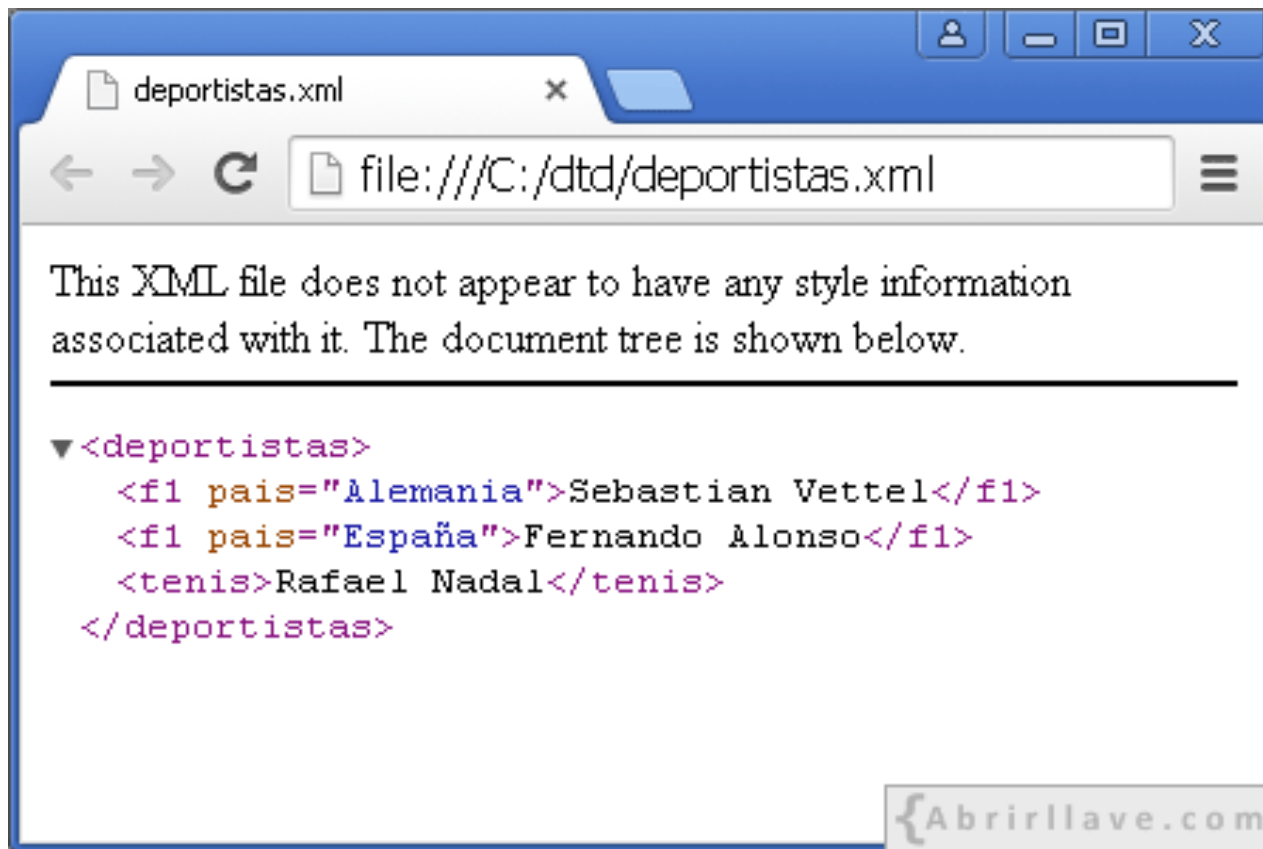 deportistas.xml
file:///C:/dtd/deportistas.xml
This XML file does not appear to have any style information
associated with it. The document tree is shown below.
<deportistas>
<f1 pais="Alemania">Sebastian Vettel</f1>
<f1 pais="España">Fernando Alonso</f1>
<tenis>Rafael Nadal</tenis>
</deportistas>
{Abrirllave.com